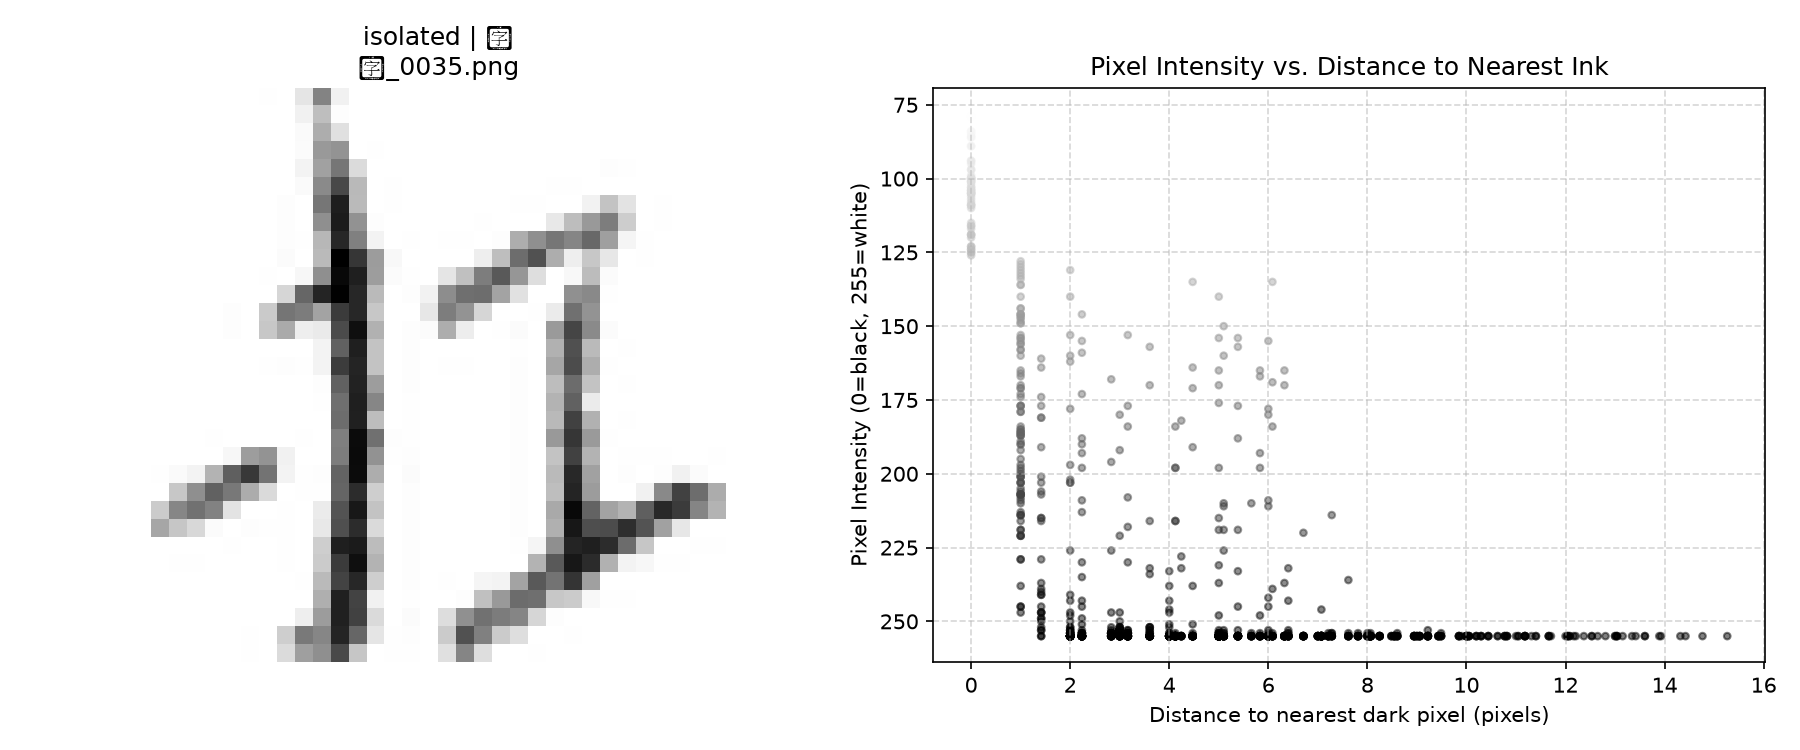 isolated |
_0035.png
扛
Pixel Intensity vs. Distance to Nearest Ink
75
100
125
150
175
200
225
250
Pixel Intensity (0=black, 255=white)
0 2 4 6 8 10 12 14 16
Distance to nearest dark pixel (pixels)